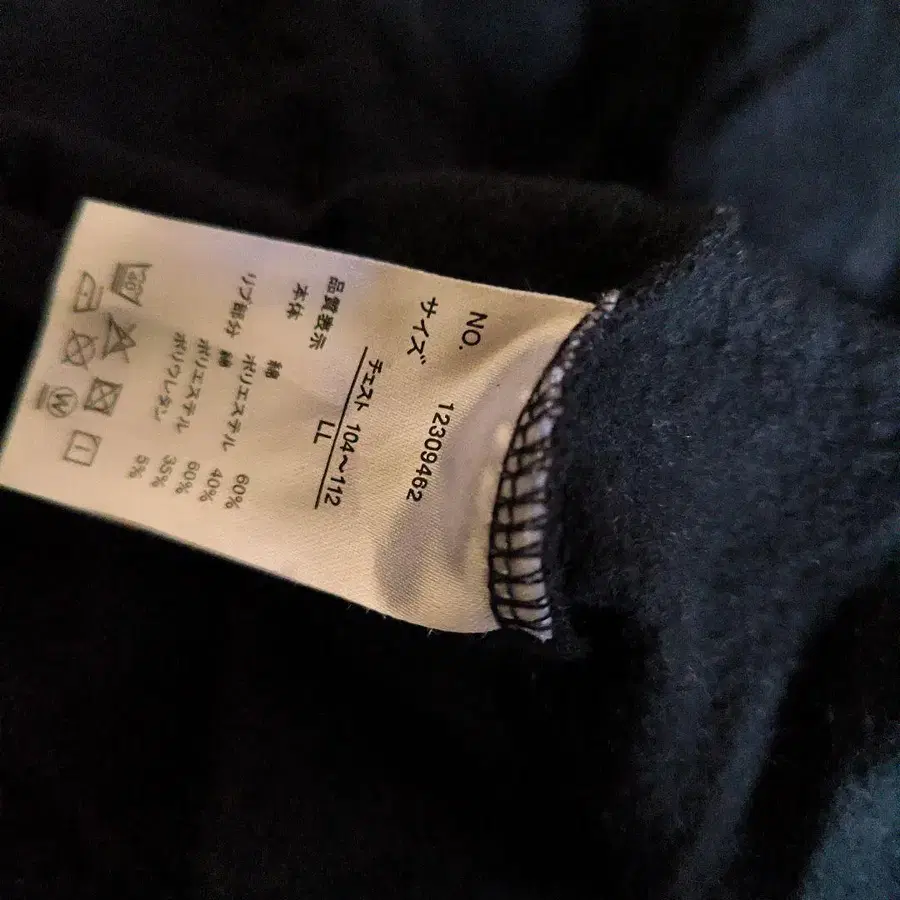 NO. 12309462
サイズ
チェスト 104～112
LL
品質表示
本体 綿 60%
ポリエステル 40%
リブ部分 綿 60%
ポリエステル 35%
ポリウレタン 5%
40
W